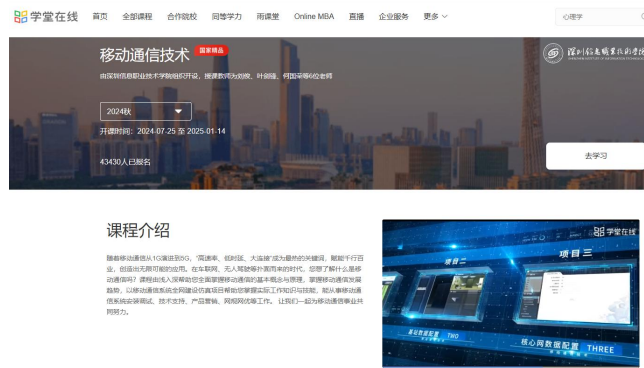 学堂在线 首页 全部课程 合作院校 同等学力 雨课堂 Online MBA 直播 企业服务 更多
心理学
移动通信技术 国家精品
由深圳信息职业技术学院组织开设，授课教师为刘俊、叶剑锋、何国荣等6位老师
2024秋
开课时间：2024-07-25 至 2025-01-14
43430人已报名
深圳信息职业技术学院
去学习
课程介绍
随着移动通信从1G演进到5G，“高速率、低时延、大连接”成为最热的关键词，赋能千行百
业，创造出无限可能的应用。在车联网、无人驾驶等扑面而来的时代，您想了解什么是移
动通信吗？课程由浅入深帮助您全面掌握移动通信的基本概念与原理，掌握移动通信发展
趋势，以移动通信系统全网建设仿真项目帮助您掌握实际工作知识与技能，能从事移动通
信系统安装调试、技术支持、产品营销、网规网优等工作。 让我们一起为移动通信事业共
同努力。
学堂在线
项目二
项目三
基站数据配置 TWO
核心网数据配置 THREE